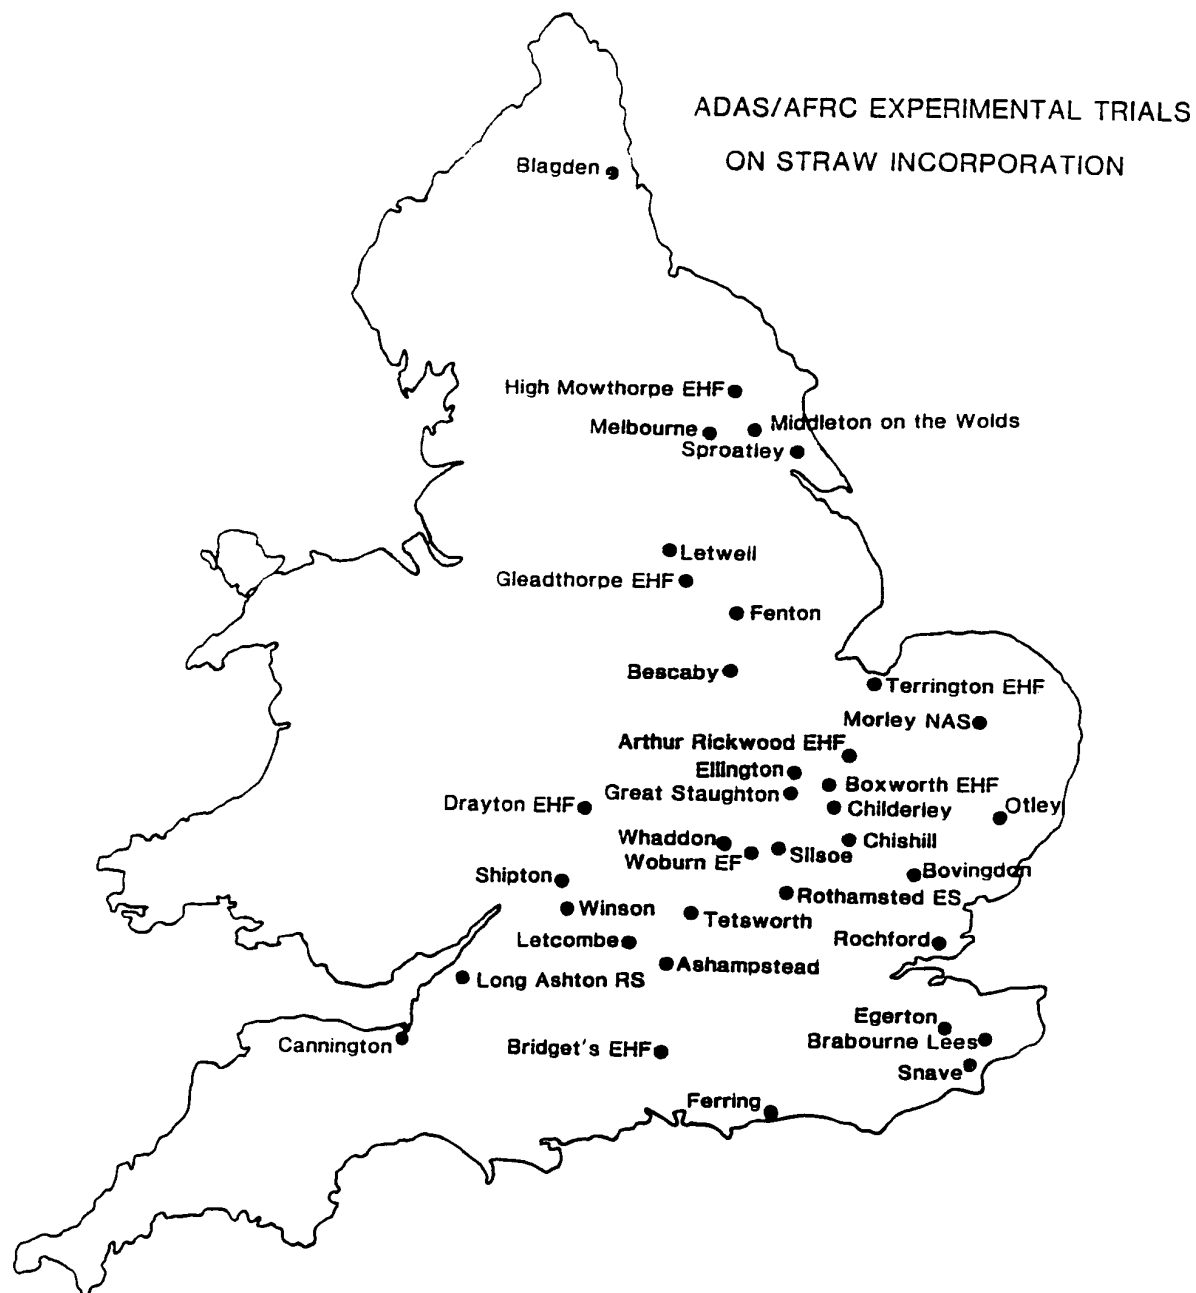 ADAS/AFRC EXPERIMENTAL TRIALS
ON STRAW INCORPORATION
Blagden
High Mowthorpe EHF
Melbourne
Middleton on the Wolds
Sproatley
Letwell
Gleadthorpe EHF
Fenton
Bescaby
Terrington EHF
Morley NAS
Arthur Rickwood EHF
Ellington
Boxworth EHF
Great Staughton
Drayton EHF
Childerley
Otley
Whaddon
Chishill
Woburn EF
Silsoe
Bovingdon
Shipton
Rothamsted ES
Winson
Tetsworth
Letcombe
Rochford
Ashampstead
Long Ashton RS
Egerton
Cannington
Bridget's EHF
Brabourne Lees
Snave
Ferring